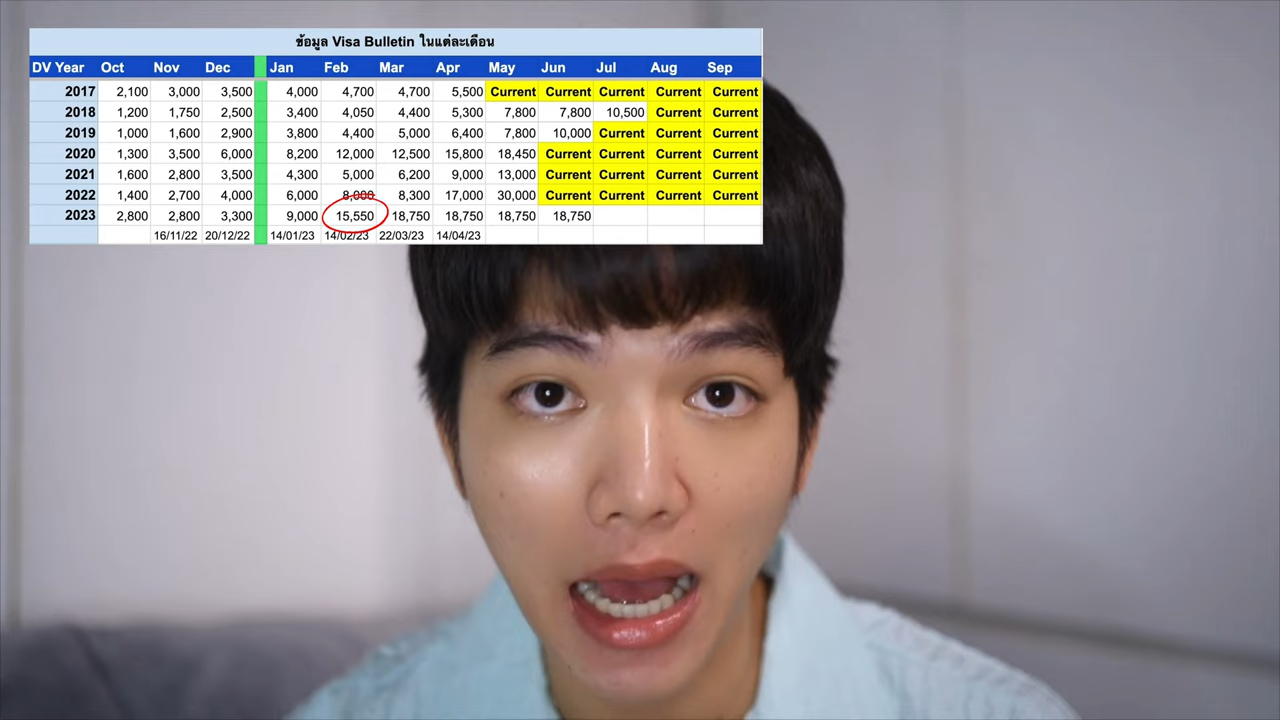 ข้อมูล Visa Bulletin ในแต่ละเดือน
DV Year Oct Nov Dec Jan Feb Mar Apr May Jun Jul Aug Sep
2017 2,100 3,000 3,500 4,000 4,700 4,700 5,500 Current Current Current Current Current
2018 1,200 1,750 2,500 3,400 4,050 4,400 5,300 7,800 7,800 10,500 Current Current
2019 1,000 1,600 2,900 3,800 4,400 5,000 6,400 7,800 10,000 Current Current Current
2020 1,300 3,500 6,000 8,200 12,000 12,500 15,800 18,450 Current Current Current Current
2021 1,600 2,800 3,500 4,300 5,000 6,200 9,000 13,000 Current Current Current Current
2022 1,400 2,700 4,000 6,000 8,000 8,300 17,000 30,000 Current Current Current Current
2023 2,800 2,800 3,300 9,000 15,550 18,750 18,750 18,750 18,750
16/11/22 20/12/22 14/01/23 14/02/23 22/03/23 14/04/23